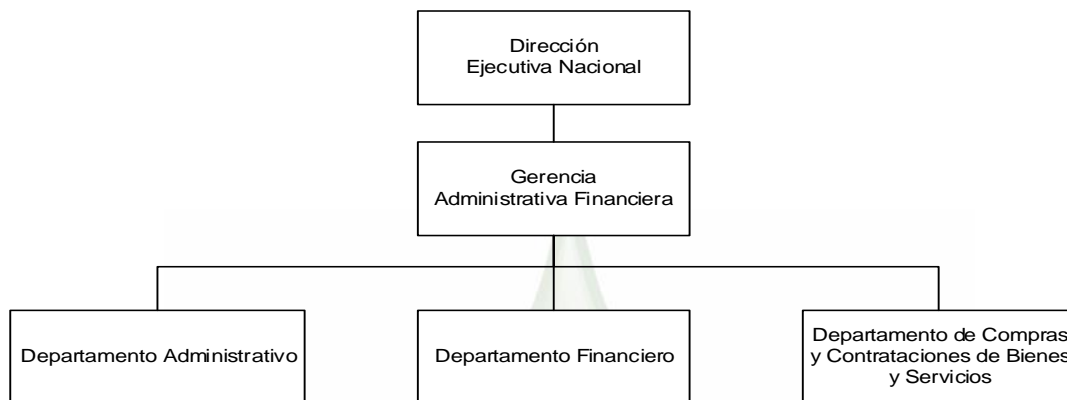 Dirección
Ejecutiva Nacional
Gerencia
Administrativa Financiera
Departamento Administrativo
Departamento Financiero
Departamento de Compras
y Contrataciones de Bienes
y Servicios